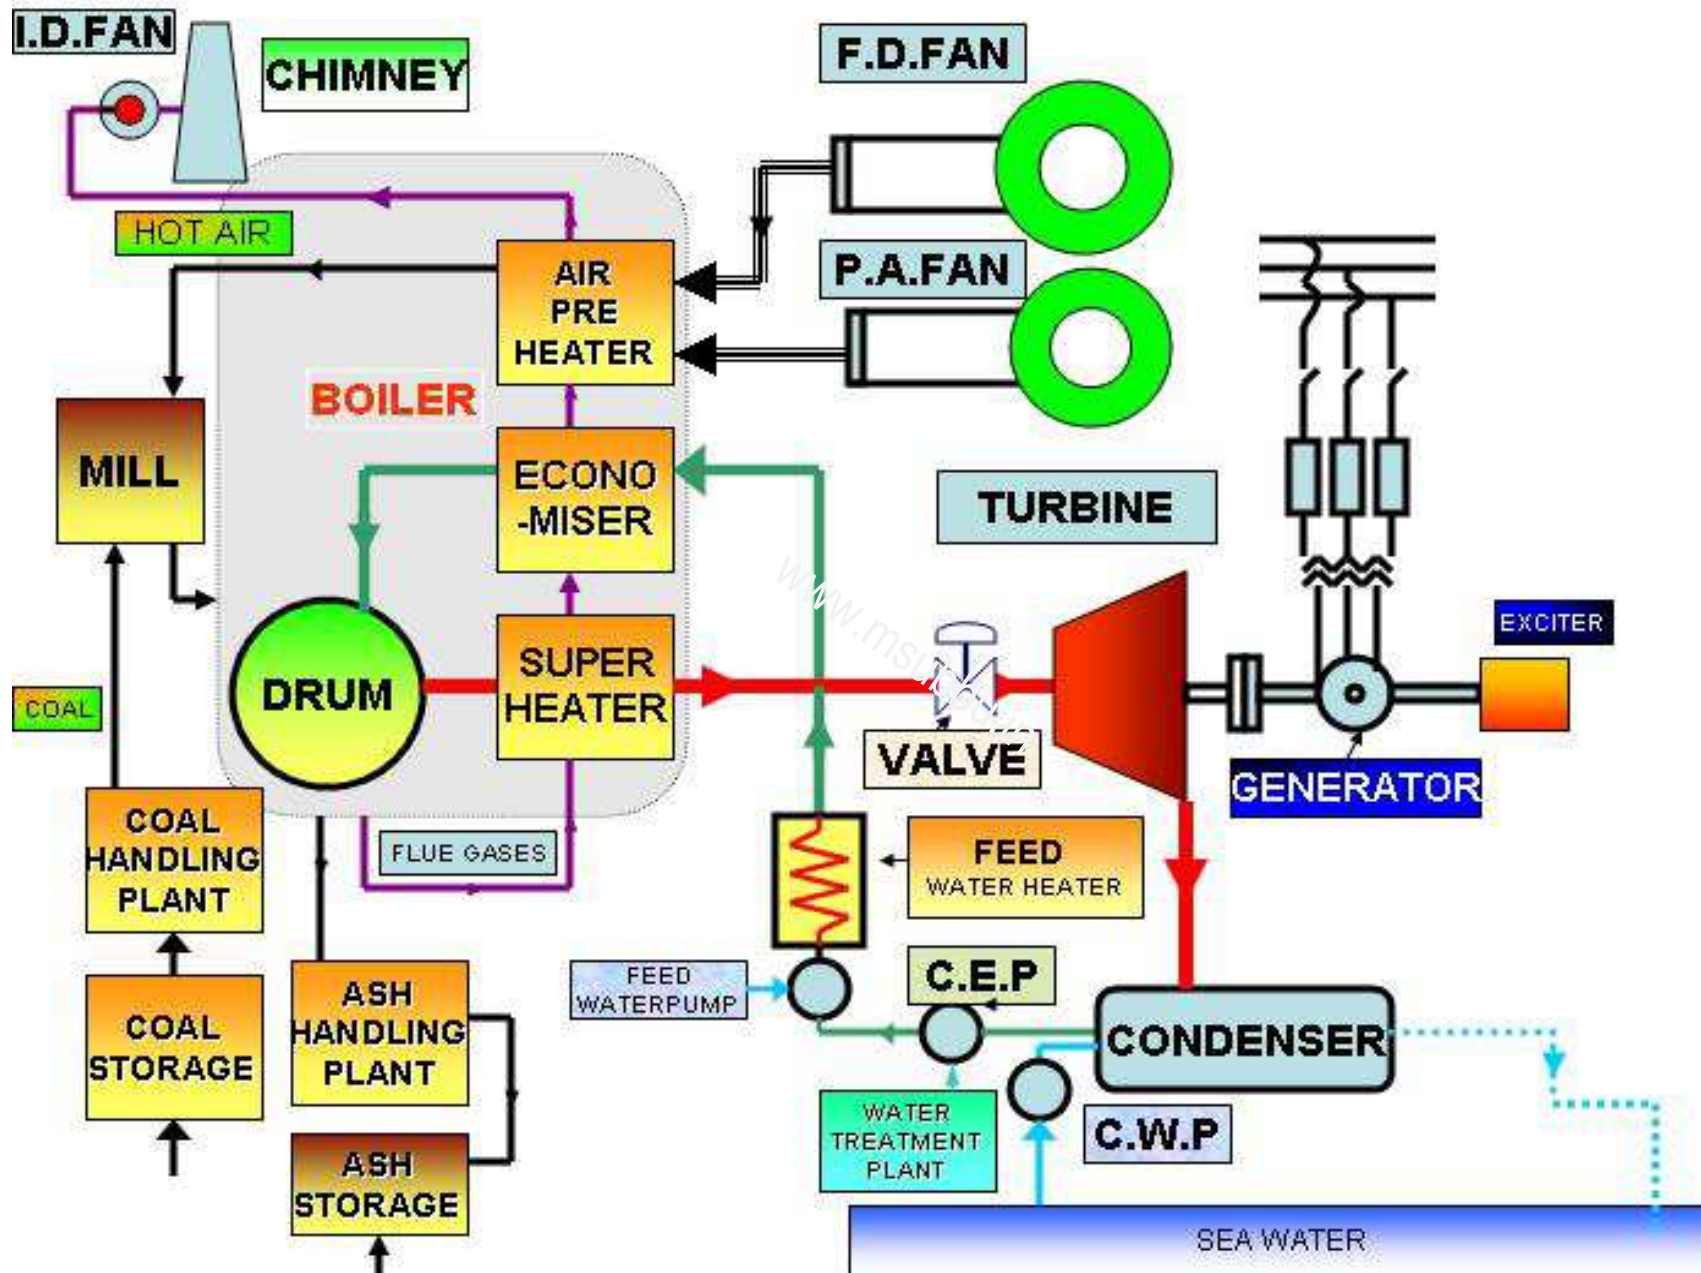 I.D.FAN
CHIMNEY
F.D.FAN
HOT AIR
P.A.FAN
AIR
PRE
HEATER
BOILER
MILL
ECONO
-MISER
TURBINE
DRUM
SUPER
HEATER
EXCITER
COAL
VALVE
GENERATOR
COAL
HANDLING
PLANT
FLUE GASES
FEED
WATER HEATER
FEED
WATERPUMP
C.E.P
ASH
HANDLING
PLANT
COAL
STORAGE
CONDENSER
WATER
TREATMENT
PLANT
C.W.P
ASH
STORAGE
SEA WATER